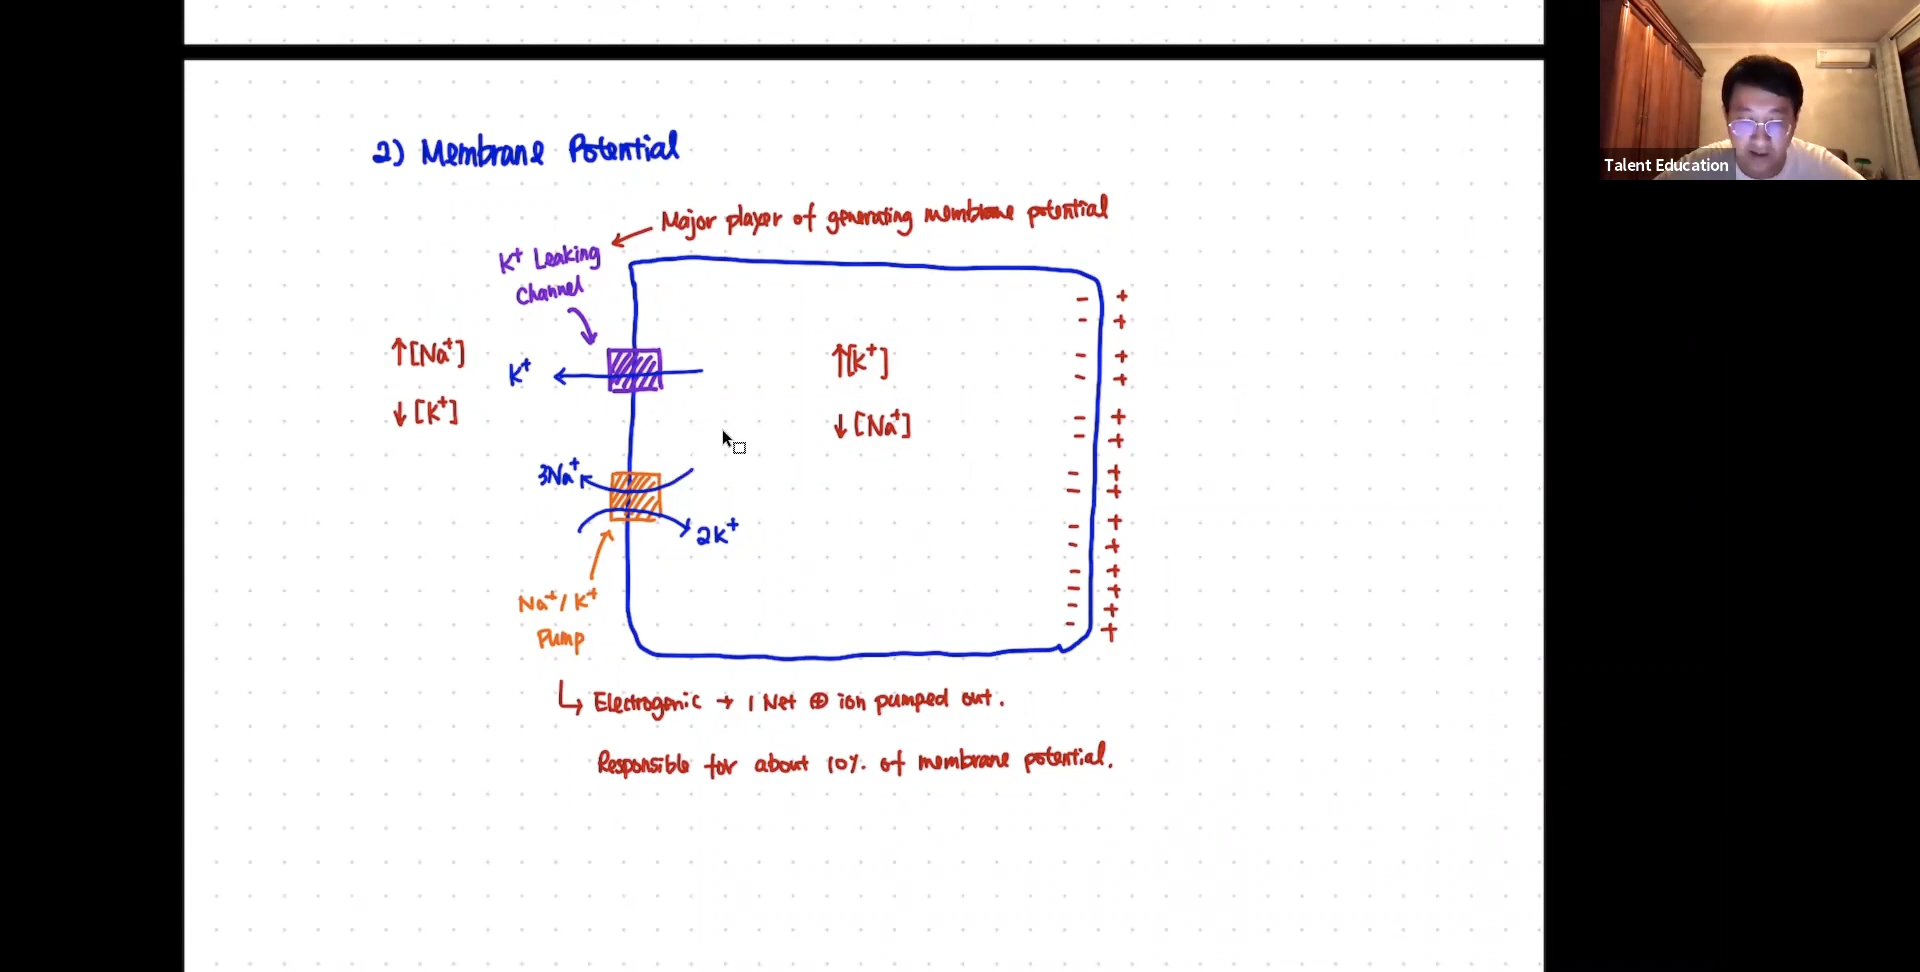 2) Membrane Potential
Major player of generating membrane potential
K⁺ Leaking
Channel
↑[Na⁺]
↓[K⁺]
K⁺
↑[K⁺]
↓[Na⁺]
3Na⁺
2K⁺
Na⁺/K⁺
Pump
Electrogenic → 1 Net ⊕ ion pumped out.
Responsible for about 10% of membrane potential.
Talent Education